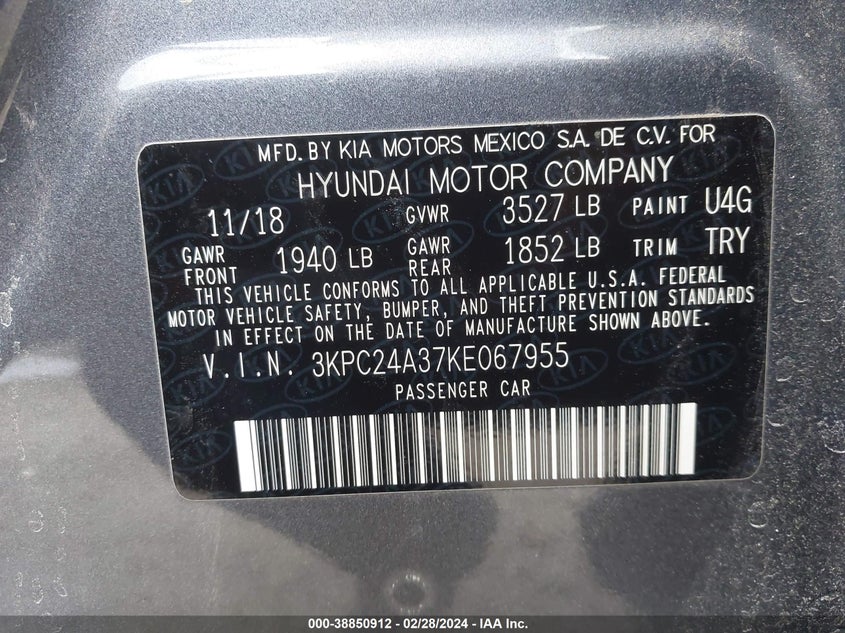 MFD. BY KIA MOTORS MEXICO S.A. DE C.V. FOR
HYUNDAI MOTOR COMPANY
11/18 GVWR 3527 LB PAINT U4G
GAWR FRONT 1940 LB GAWR REAR 1852 LB TRIM TRY
THIS VEHICLE CONFORMS TO ALL APPLICABLE U.S.A. FEDERAL
MOTOR VEHICLE SAFETY, BUMPER, AND THEFT PREVENTION STANDARDS
IN EFFECT ON THE DATE OF MANUFACTURE SHOWN ABOVE.
V.I.N. 3KPC24A37KE067955
PASSENGER CAR
000-38850912 - 02/28/2024 - IAA Inc.